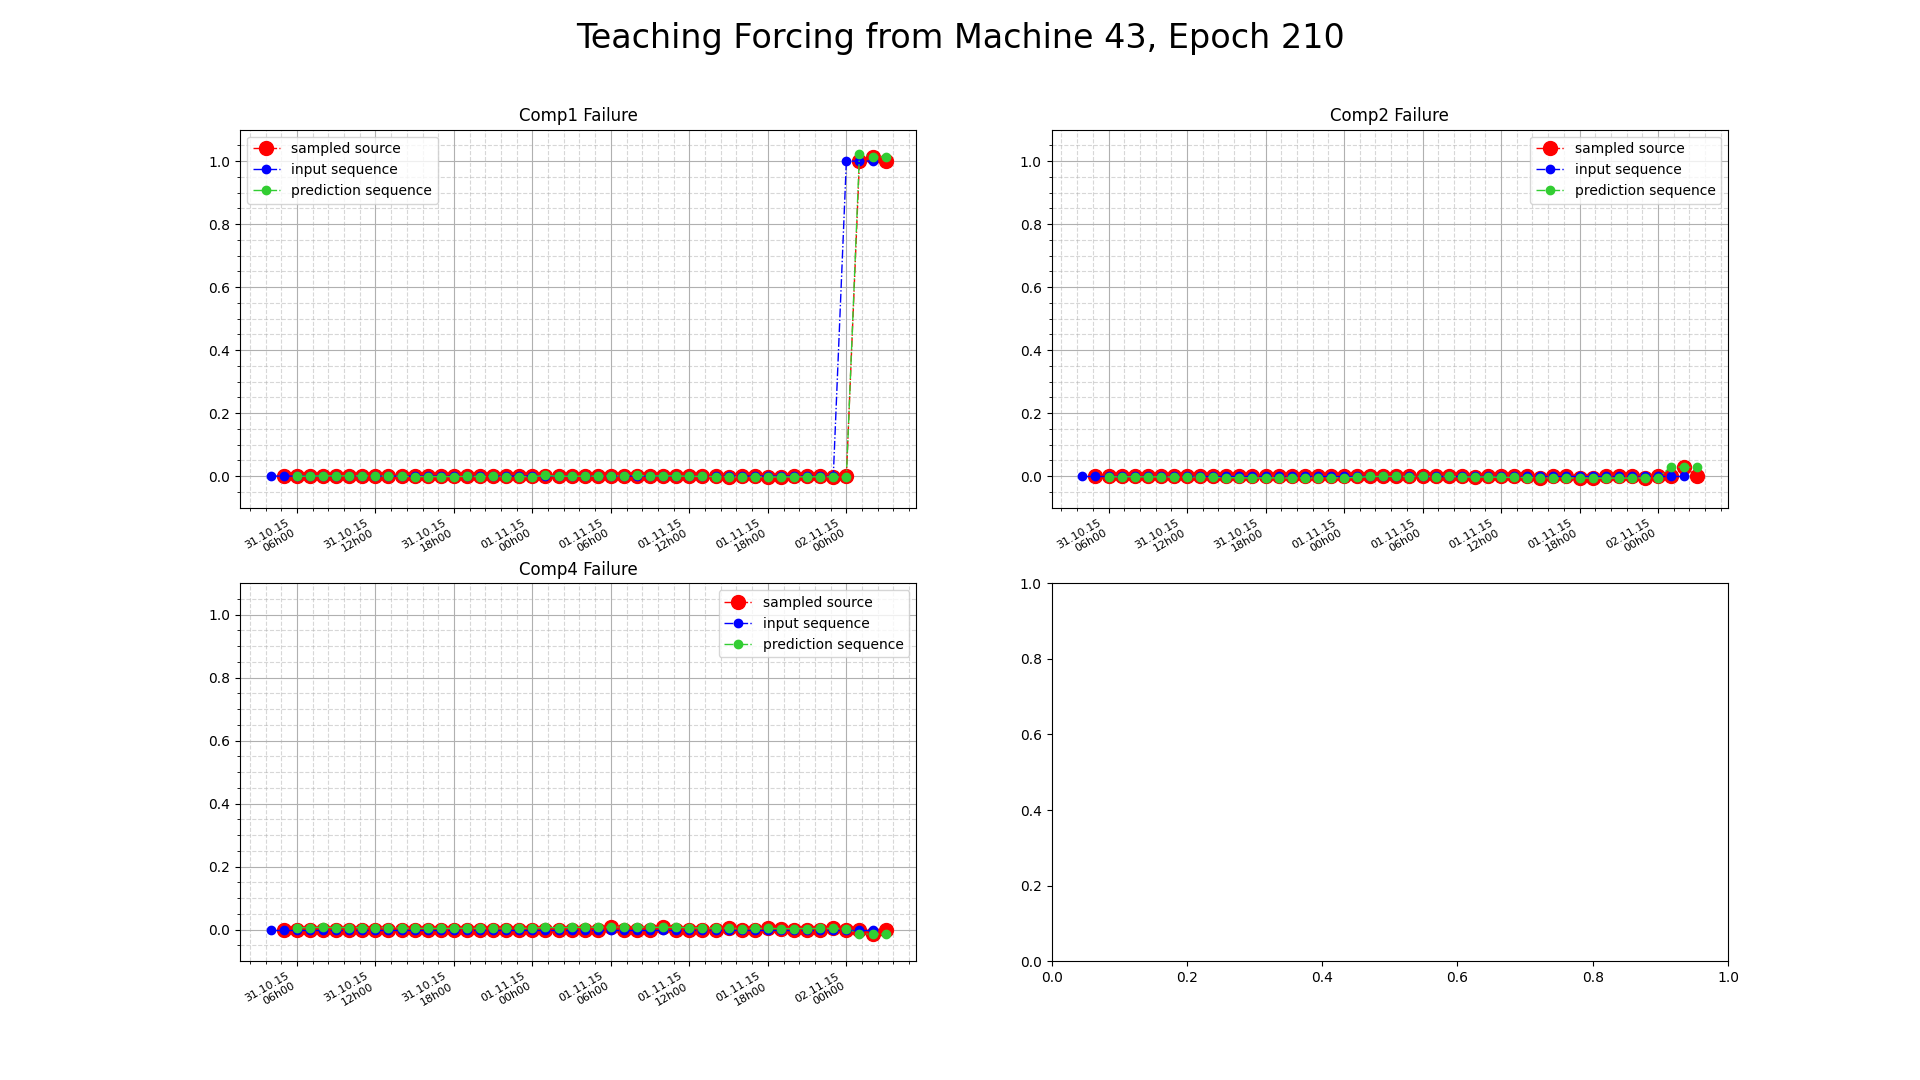 Teaching Forcing from Machine 43, Epoch 210
Comp1 Failure
sampled source
input sequence
prediction sequence
1.0
0.8
0.6
0.4
0.2
0.0
31.10.15
06h00
31.10.15
12h00
31.10.15
18h00
01.11.15
00h00
01.11.15
06h00
01.11.15
12h00
01.11.15
18h00
02.11.15
00h00
Comp2 Failure
sampled source
input sequence
prediction sequence
1.0
0.8
0.6
0.4
0.2
0.0
31.10.15
06h00
31.10.15
12h00
31.10.15
18h00
01.11.15
00h00
01.11.15
06h00
01.11.15
12h00
01.11.15
18h00
02.11.15
00h00
Comp4 Failure
sampled source
input sequence
prediction sequence
1.0
0.8
0.6
0.4
0.2
0.0
31.10.15
06h00
31.10.15
12h00
31.10.15
18h00
01.11.15
00h00
01.11.15
06h00
01.11.15
12h00
01.11.15
18h00
02.11.15
00h00
1.0
0.8
0.6
0.4
0.2
0.0
0.0 0.2 0.4 0.6 0.8 1.0